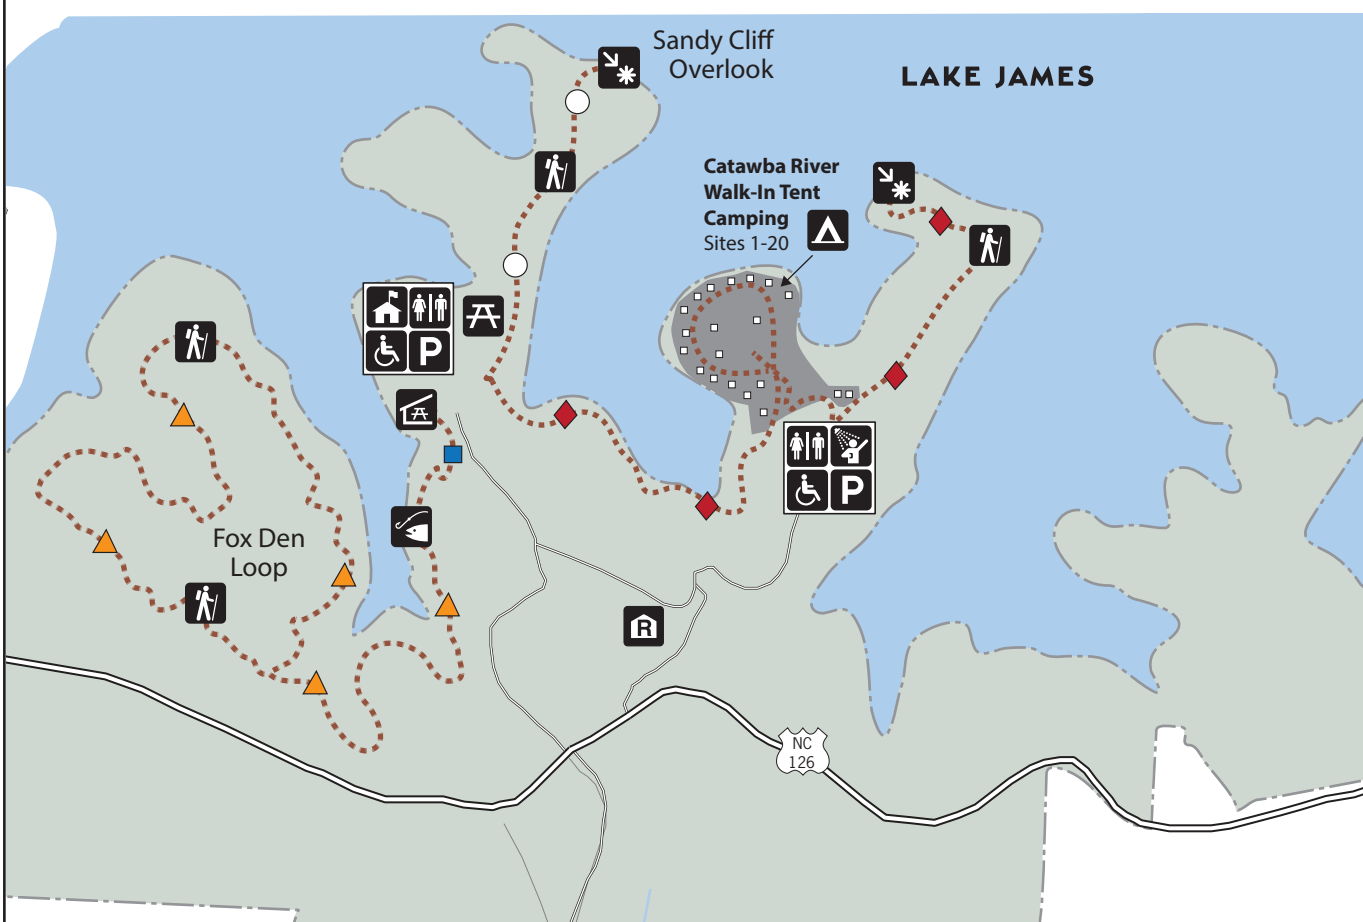 Sandy Cliff
Overlook
LAKE JAMES
Catawba River
Walk-In Tent
Camping
Sites 1-20
P
Fox Den
Loop
P
R
NC
126